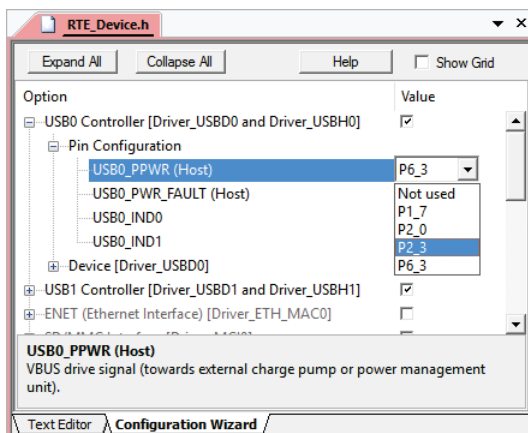 RTE_Device.h
Expand All Collapse All Help Show Grid
Option Value
USB0 Controller [Driver_USBD0 and Driver_USBH0]
Pin Configuration
USB0_PPWR (Host) P6_3
USB0_PWR_FAULT (Host) Not used
USB0_IND0 P1_7
P2_0
USB0_IND1 P2_3
Device [Driver_USBD0] P6_3
USB1 Controller [Driver_USBD1 and Driver_USBH1]
ENET (Ethernet Interface) [Driver_ETH_MAC0]
USB0_PPWR (Host)
VBUS drive signal (towards external charge pump or power management
unit).
Text Editor Configuration Wizard